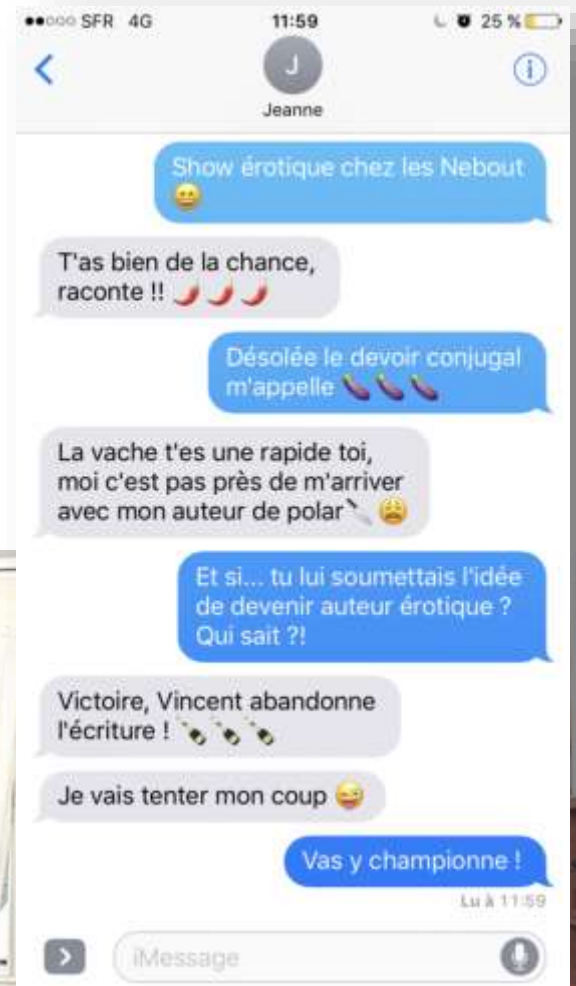 SFR 4G 11:59 25 %
J
Jeanne
Show érotique chez les Nebout
😄
T'as bien de la chance,
raconte !! 🌶️🌶️🌶️
Désolée le devoir conjugal
m'appelle 🍆🍆🍆
La vache t'es une rapide toi,
moi c'est pas près de m'arriver
avec mon auteur de polar🔪😩
Et si... tu lui soumettais l'idée
de devenir auteur érotique ?
Qui sait ?!
Victoire, Vincent abandonne
l'écriture ! 🍾🍾🍾
Je vais tenter mon coup 😜
Vas y championne !
Lu à 11:59
iMessage